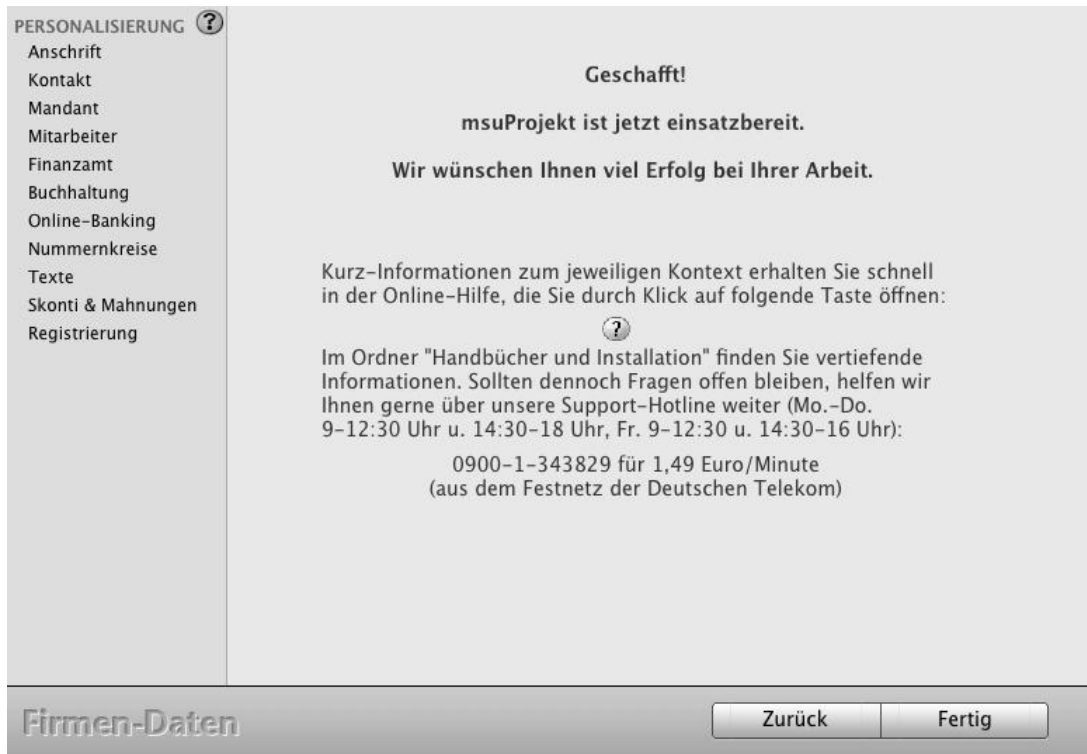 PERSONALISIERUNG ?
Anschrift
Kontakt
Mandant
Mitarbeiter
Finanzamt
Buchhaltung
Online-Banking
Nummernkreise
Texte
Skonti & Mahnungen
Registrierung
Geschafft!
msuProjekt ist jetzt einsatzbereit.
Wir wünschen Ihnen viel Erfolg bei Ihrer Arbeit.
Kurz-Informationen zum jeweiligen Kontext erhalten Sie schnell
in der Online-Hilfe, die Sie durch Klick auf folgende Taste öffnen:
?
Im Ordner "Handbücher und Installation" finden Sie vertiefende
Informationen. Sollten dennoch Fragen offen bleiben, helfen wir
Ihnen gerne über unsere Support-Hotline weiter (Mo.-Do.
9-12:30 Uhr u. 14:30-18 Uhr, Fr. 9-12:30 u. 14:30-16 Uhr):
0900-1-343829 für 1,49 Euro/Minute
(aus dem Festnetz der Deutschen Telekom)
Firmen-Daten
Zurück
Fertig